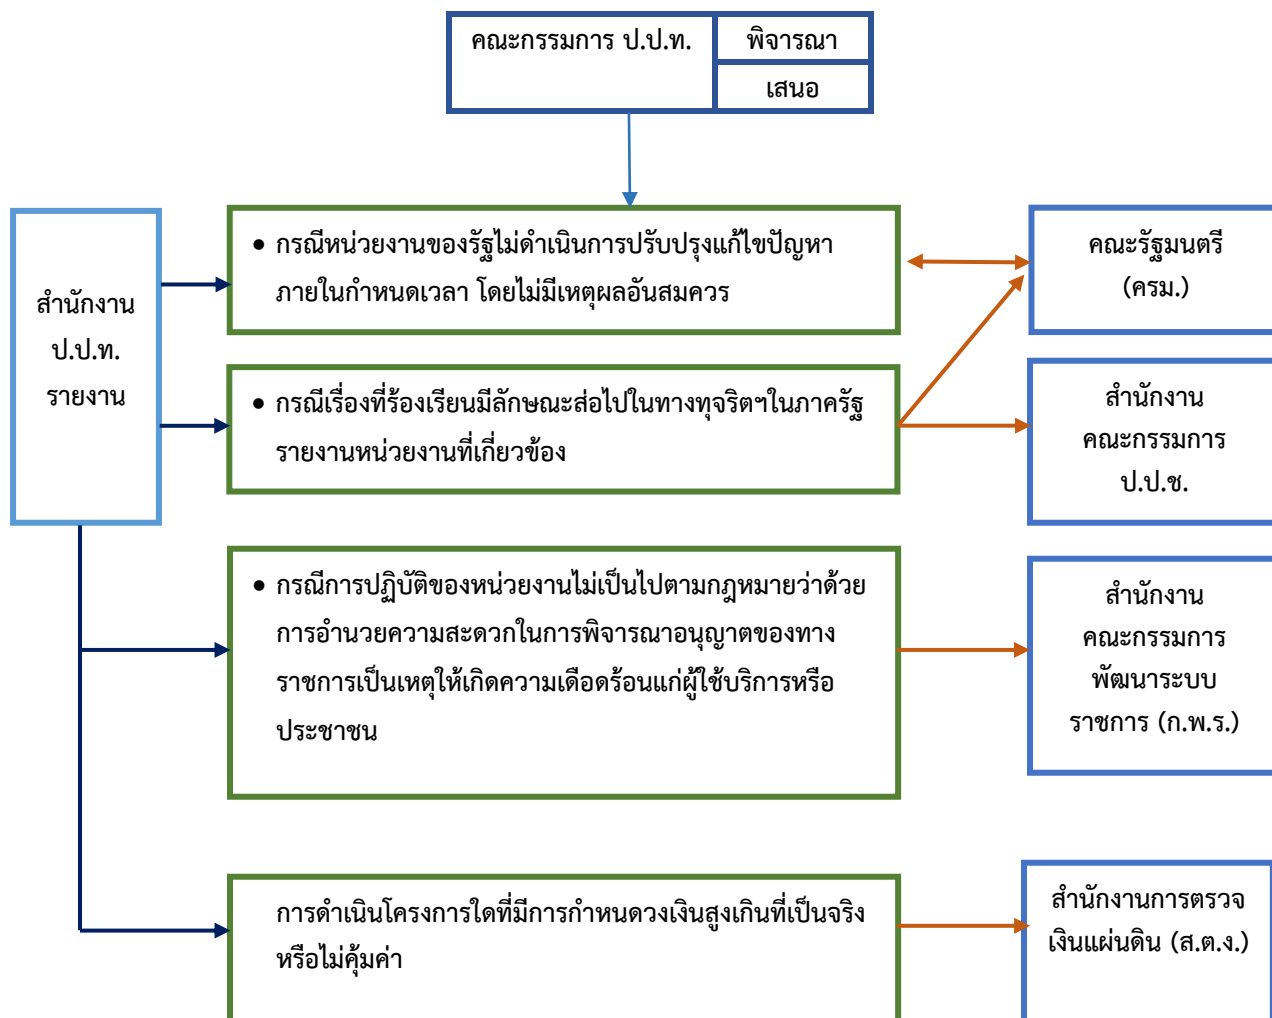 คณะกรรมการ ป.ป.ท.
พิจารณา
เสนอ
สำนักงาน
ป.ป.ท.
รายงาน
• กรณีหน่วยงานของรัฐไม่ดำเนินการปรับปรุงแก้ไขปัญหา
ภายในกำหนดเวลา โดยไม่มีเหตุผลอันสมควร
คณะรัฐมนตรี
(ครม.)
• กรณีเรื่องที่ร้องเรียนมีลักษณะส่อไปในทางทุจริตฯในภาครัฐ
รายงานหน่วยงานที่เกี่ยวข้อง
สำนักงาน
คณะกรรมการ
ป.ป.ช.
• กรณีการปฏิบัติของหน่วยงานไม่เป็นไปตามกฎหมายว่าด้วย
การอำนวยความสะดวกในการพิจารณาอนุญาตของทาง
ราชการเป็นเหตุให้เกิดความเดือดร้อนแก่ผู้ใช้บริการหรือ
ประชาชน
สำนักงาน
คณะกรรมการ
พัฒนาระบบ
ราชการ (ก.พ.ร.)
การดำเนินโครงการใดที่มีการกำหนดวงเงินสูงเกินที่เป็นจริง
หรือไม่คุ้มค่า
สำนักงานการตรวจ
เงินแผ่นดิน (ส.ต.ง.)